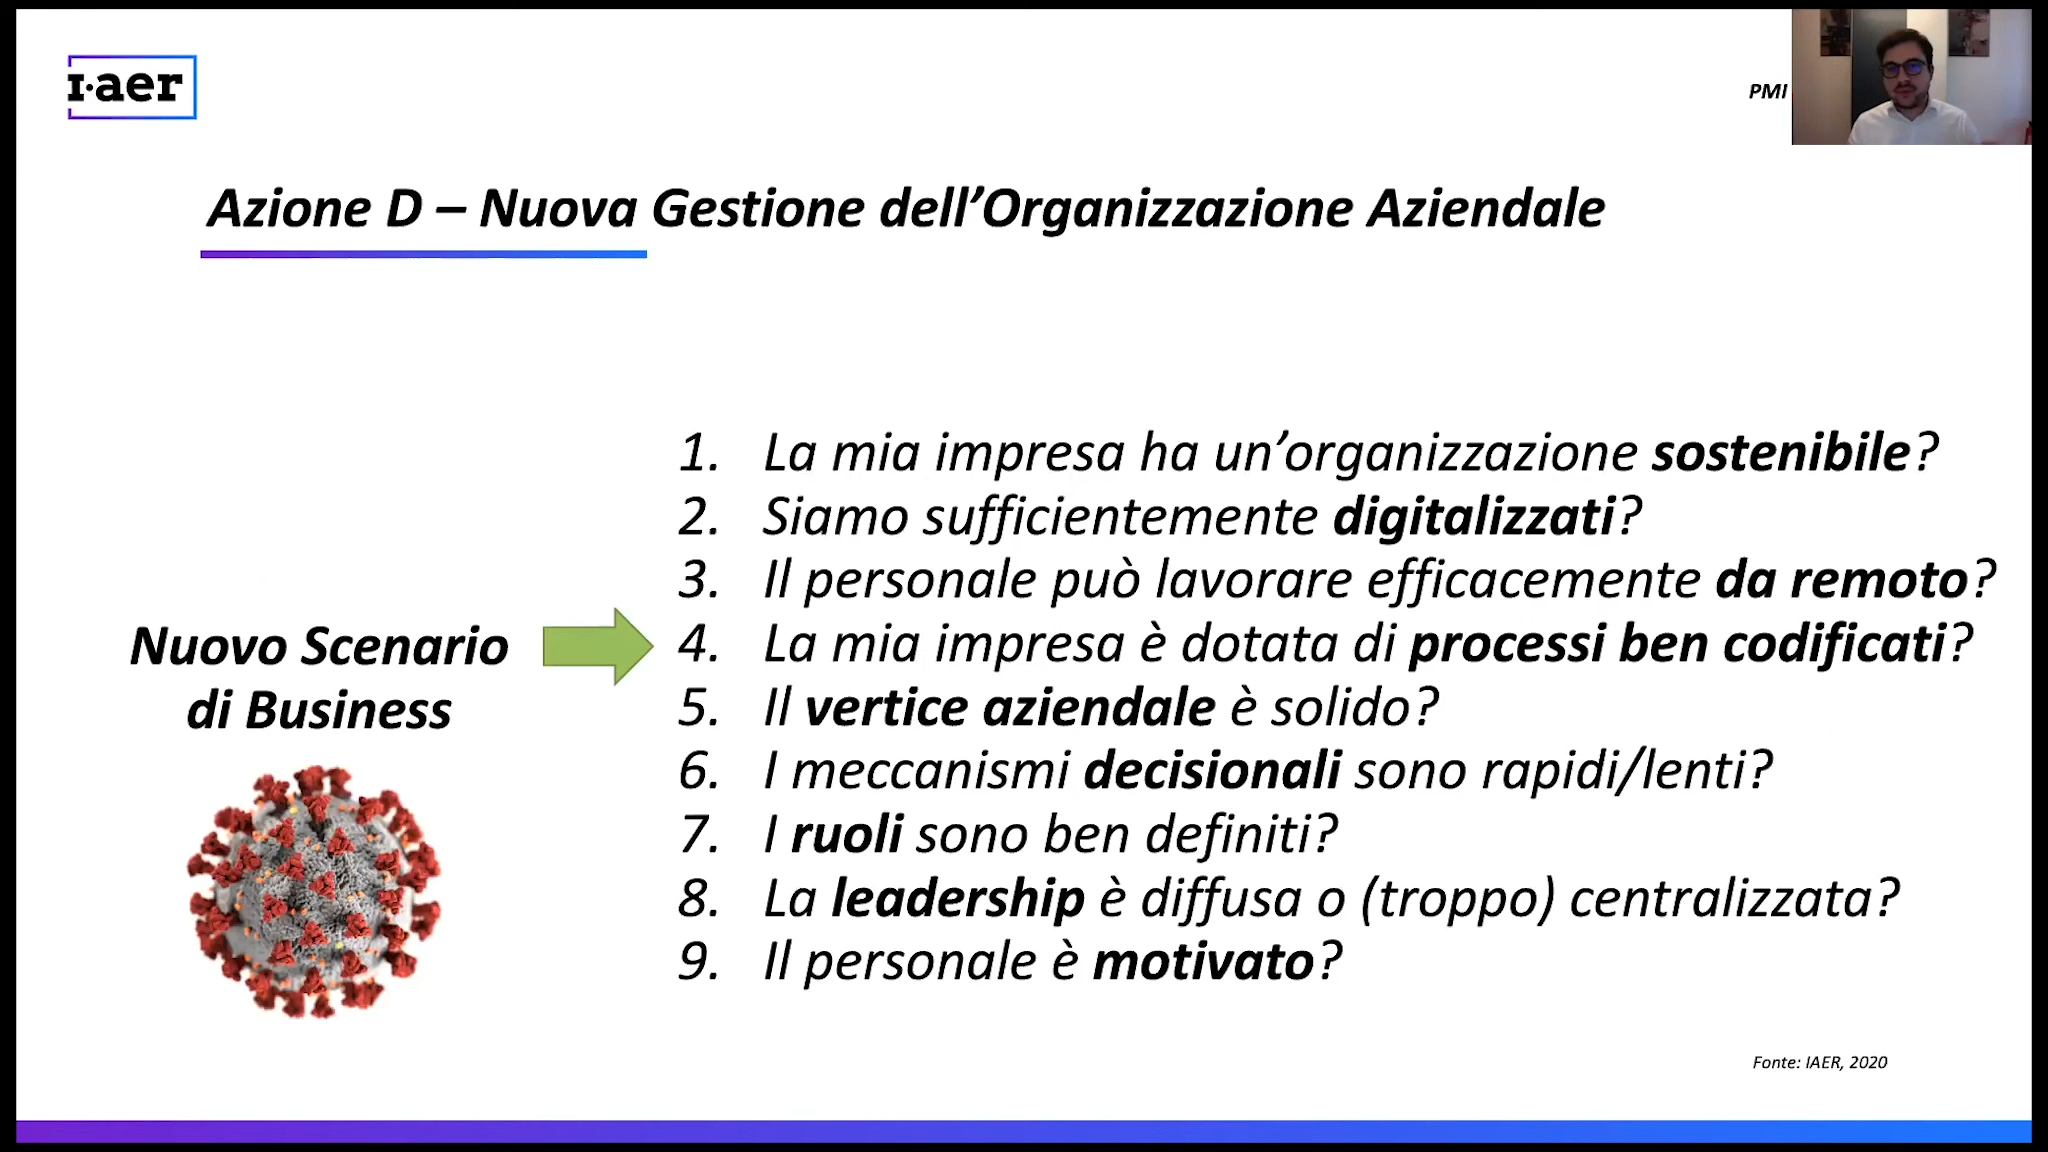 ı·aer
PMI
Azione D – Nuova Gestione dell’Organizzazione Aziendale
Nuovo Scenario
di Business
1. La mia impresa ha un’organizzazione sostenibile?
2. Siamo sufficientemente digitalizzati?
3. Il personale può lavorare efficacemente da remoto?
4. La mia impresa è dotata di processi ben codificati?
5. Il vertice aziendale è solido?
6. I meccanismi decisionali sono rapidi/lenti?
7. I ruoli sono ben definiti?
8. La leadership è diffusa o (troppo) centralizzata?
9. Il personale è motivato?
Fonte: IAER, 2020